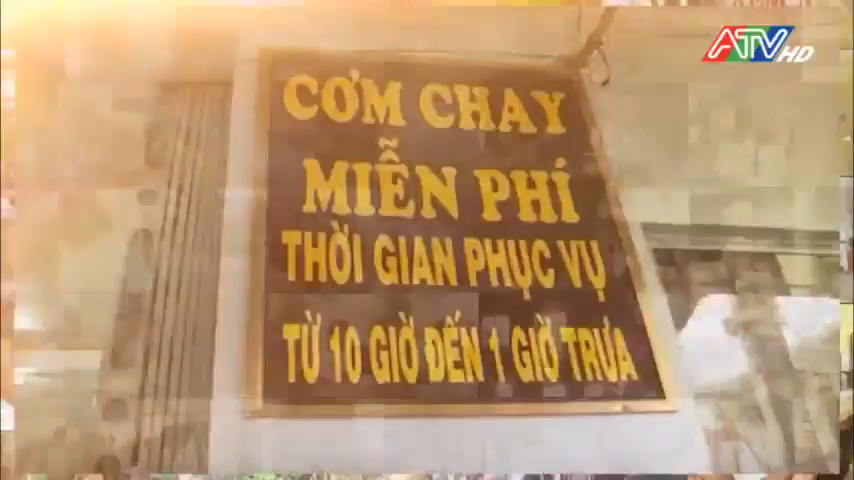 ATV HD
CƠM CHAY
MIỄN PHÍ
THỜI GIAN PHỤC VỤ
TỪ 10 GIỜ ĐẾN 1 GIỜ TRƯA